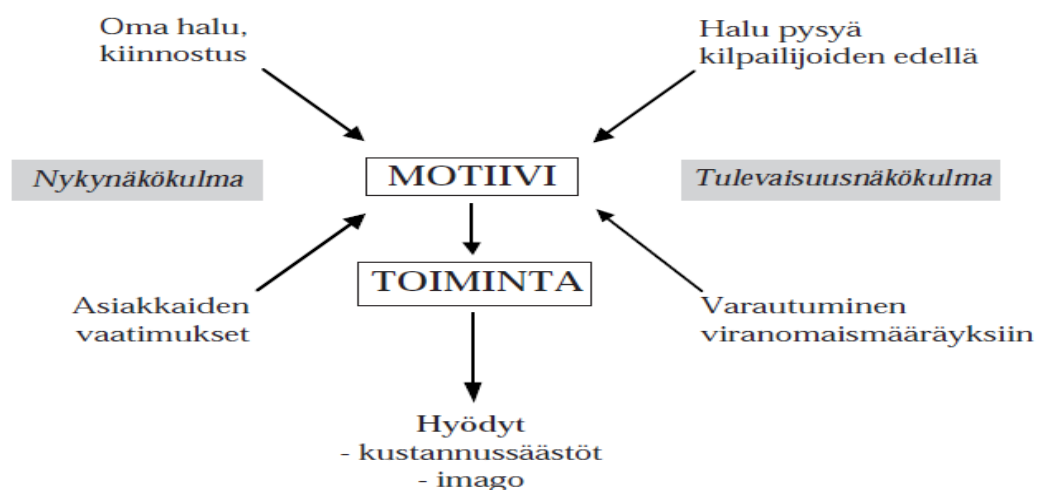 Oma halu,
kiinnostus
Halu pysyä
kilpailijoiden edellä
Nykynäkökulma
MOTIIVI
Tulevaisuusnäkökulma
TOIMINTA
Asiakkaiden
vaatimukset
Varautuminen
viranomaismääräyksiin
Hyödyt
- kustannussäästöt
- imago